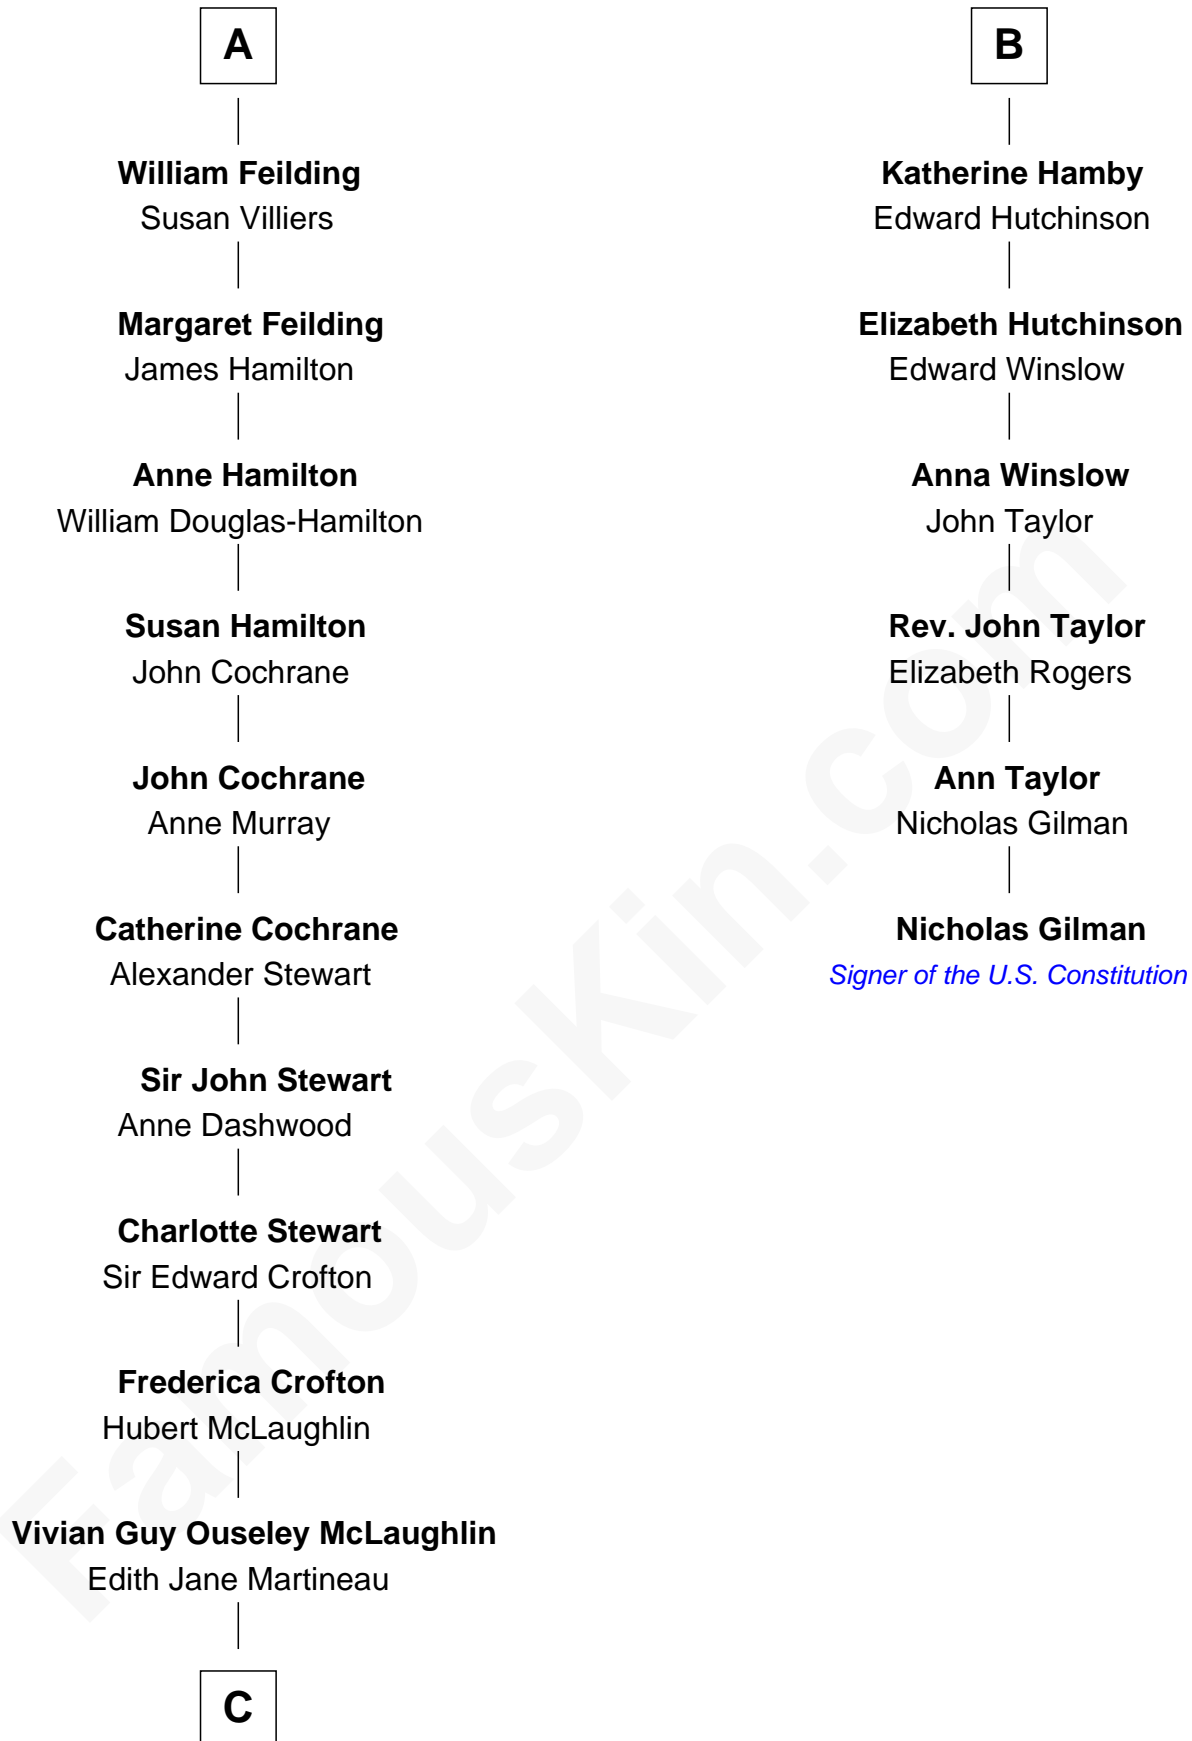 A
William Feilding
Susan Villiers
Margaret Feilding
James Hamilton
Anne Hamilton
William Douglas-Hamilton
Susan Hamilton
John Cochrane
John Cochrane
Anne Murray
Catherine Cochrane
Alexander Stewart
Sir John Stewart
Anne Dashwood
Charlotte Stewart
Sir Edward Crofton
Frederica Crofton
Hubert McLaughlin
Vivian Guy Ouseley McLaughlin
Edith Jane Martineau
C
B
Katherine Hamby
Edward Hutchinson
Elizabeth Hutchinson
Edward Winslow
Anna Winslow
John Taylor
Rev. John Taylor
Elizabeth Rogers
Ann Taylor
Nicholas Gilman
Nicholas Gilman
Signer of the U.S. Constitution
FamousKin.com